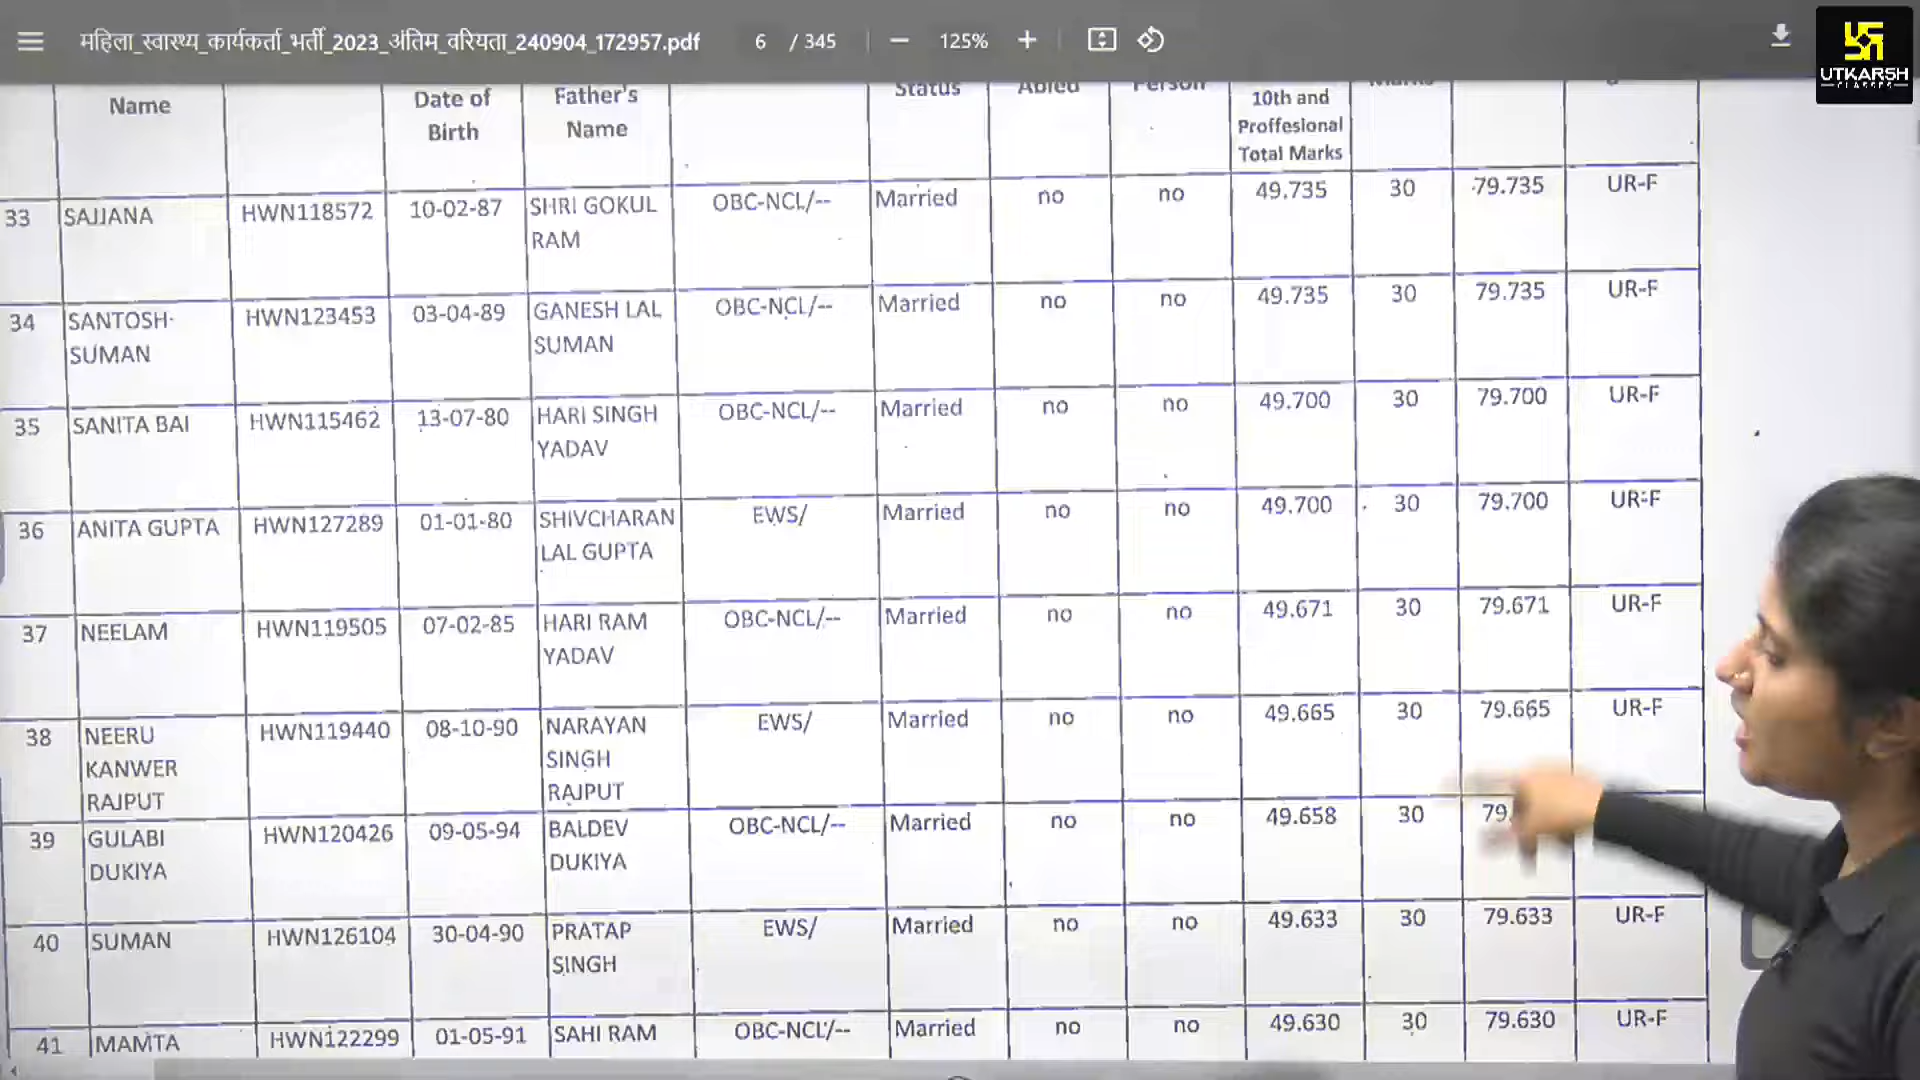 महिला_स्वास्थ्य_कार्यकर्ता_भर्ती_2023_अंतिम_वरियता_240904_172957.pdf 6 / 345 125%
UTKARSH
CLASSES
Name Date of Birth Father's Name Status Abled Person 10th and Proffesional Total Marks Marks
33 SAJJANA HWN118572 10-02-87 SHRI GOKUL RAM OBC-NCL/-- Married no no 49.735 30 79.735 UR-F
34 SANTOSH SUMAN HWN123453 03-04-89 GANESH LAL SUMAN OBC-NCL/-- Married no no 49.735 30 79.735 UR-F
35 SANITA BAI HWN115462 13-07-80 HARI SINGH YADAV OBC-NCL/-- Married no no 49.700 30 79.700 UR-F
36 ANITA GUPTA HWN127289 01-01-80 SHIVCHARAN LAL GUPTA EWS/ Married no no 49.700 30 79.700 UR-F
37 NEELAM HWN119505 07-02-85 HARI RAM YADAV OBC-NCL/-- Married no no 49.671 30 79.671 UR-F
38 NEERU KANWER RAJPUT HWN119440 08-10-90 NARAYAN SINGH RAJPUT EWS/ Married no no 49.665 30 79.665 UR-F
39 GULABI DUKIYA HWN120426 09-05-94 BALDEV DUKIYA OBC-NCL/-- Married no no 49.658 30 79.
40 SUMAN HWN126104 30-04-90 PRATAP SINGH EWS/ Married no no 49.633 30 79.633 UR-F
41 MAMTA HWN122299 01-05-91 SAHI RAM OBC-NCL/-- Married no no 49.630 30 79.630 UR-F